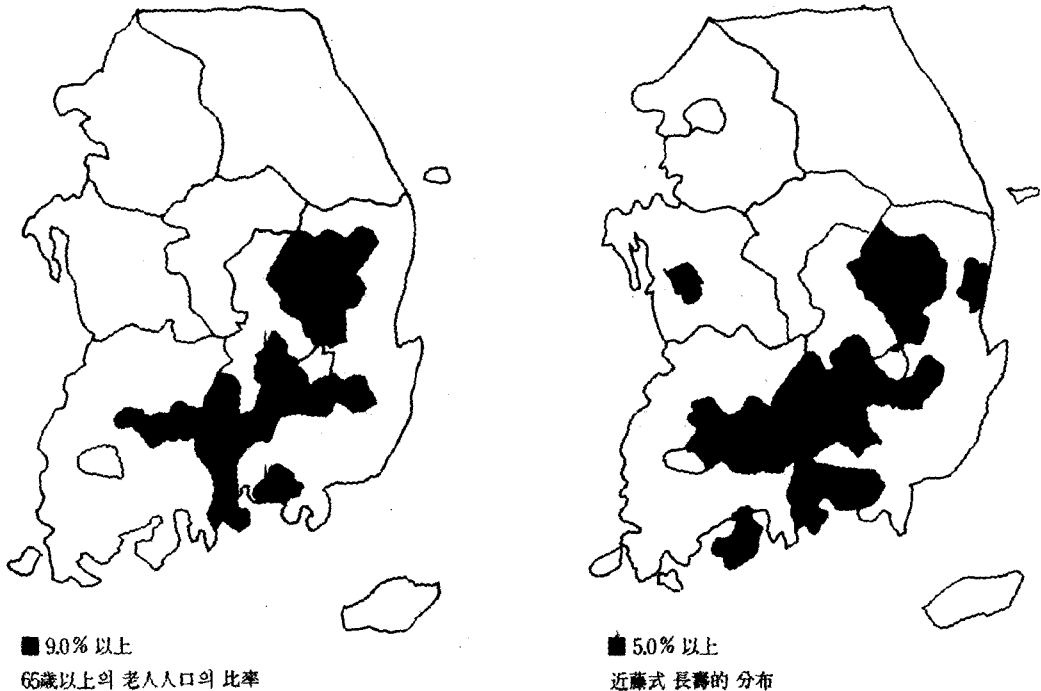 9.0% 以上
65歲以上의 老人人口의 比率
5.0% 以上
近藤式 長壽的 分布